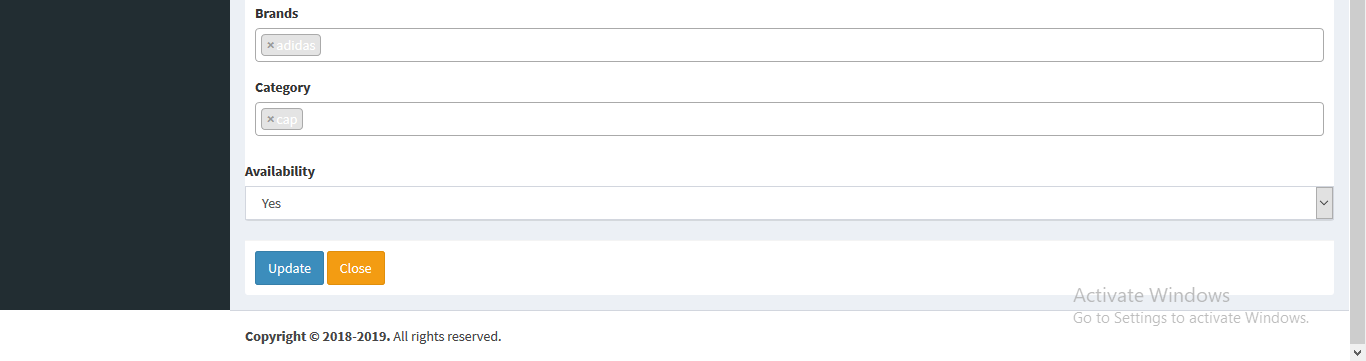 Brands
×adidas
Category
×cap
Availability
Yes
Update Close
Activate Windows
Go to Settings to activate Windows.
Copyright © 2018-2019. All rights reserved.